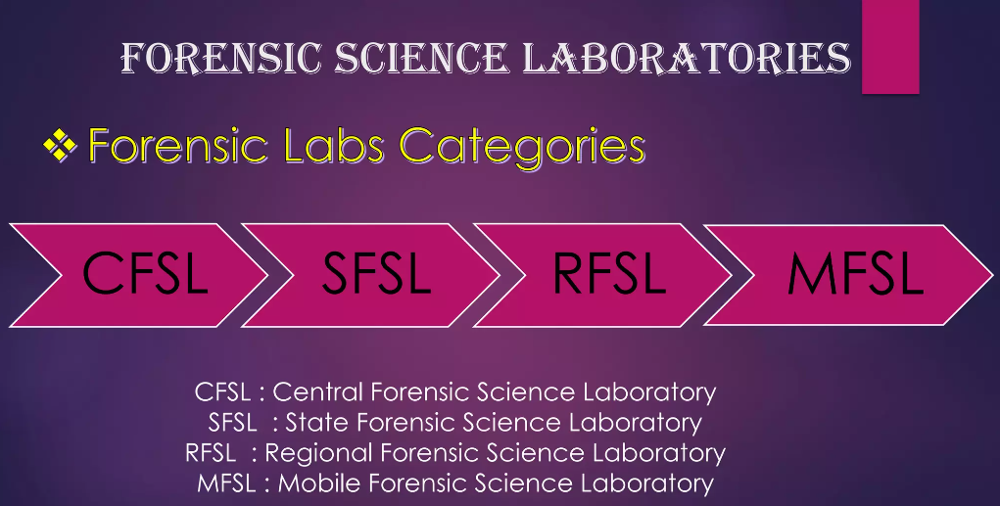 FORENSIC SCIENCE LABORATORIES
❖ Forensic Labs Categories
CFSL SFSL RFSL MFSL
CFSL : Central Forensic Science Laboratory
SFSL : State Forensic Science Laboratory
RFSL : Regional Forensic Science Laboratory
MFSL : Mobile Forensic Science Laboratory